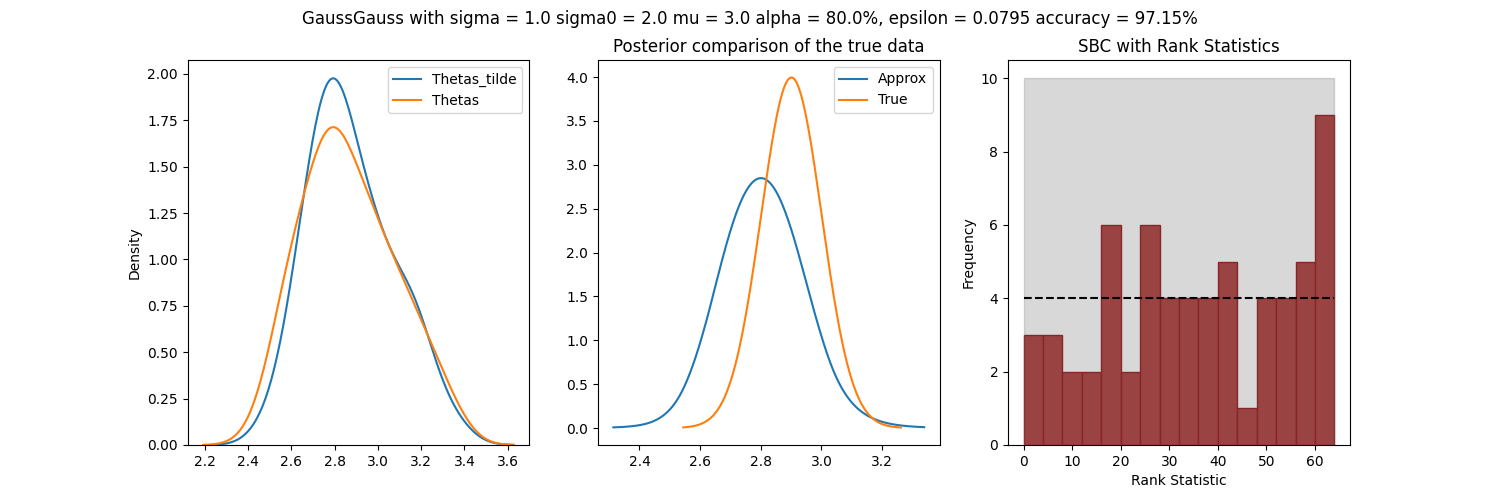 GaussGauss with sigma = 1.0 sigma0 = 2.0 mu = 3.0 alpha = 80.0%, epsilon = 0.0795 accuracy = 97.15%
Density
2.00
1.75
1.50
1.25
1.00
0.75
0.50
0.25
0.00
2.2 2.4 2.6 2.8 3.0 3.2 3.4 3.6
Thetas_tilde
Thetas
Posterior comparison of the true data
4.0
3.5
3.0
2.5
2.0
1.5
1.0
0.5
0.0
2.4 2.6 2.8 3.0 3.2
Approx
True
SBC with Rank Statistics
Frequency
10
8
6
4
2
0
0 10 20 30 40 50 60
Rank Statistic